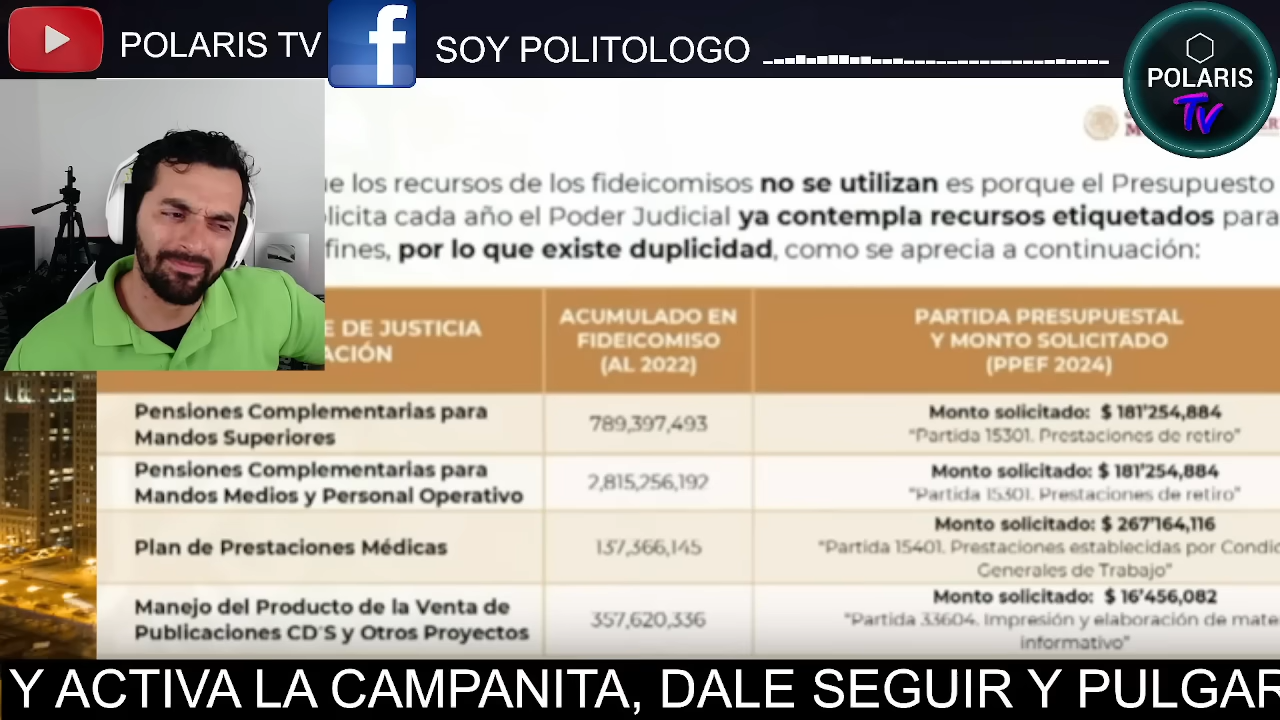 POLARIS TV
SOY POLITOLOGO
POLARIS
TV
los recursos de los fideicomisos no se utilizan es porque el Presupuesto
cada año el Poder Judicial ya contempla recursos etiquetados para
fines, por lo que existe duplicidad, como se aprecia a continuación:
DE JUSTICIA
ACUMULADO EN
FIDEICOMISO
(AL 2022)
PARTIDA PRESUPUESTAL
Y MONTO SOLICITADO
(PPEF 2024)
Pensiones Complementarias para
Mandos Superiores
789,397,493
Monto solicitado: $ 181'254,884
"Partida 15301. Prestaciones de retiro"
Pensiones Complementarias para
Mandos Medios y Personal Operativo
2,815,256,192
Monto solicitado: $ 181'254,884
"Partida 15301. Prestaciones de retiro"
Plan de Prestaciones Médicas
137,366,145
Monto solicitado: $ 267'164,116
"Partida 15401. Prestaciones establecidas por
Generales de Trabajo"
Manejo del Producto de la Venta de
Publicaciones CD'S y Otros Proyectos
357,620,336
Monto solicitado: $ 16'456,082
"Partida 33604. Impresión y elaboración de
informativo"
Y ACTIVA LA CAMPANITA, DALE SEGUIR Y PULGAR